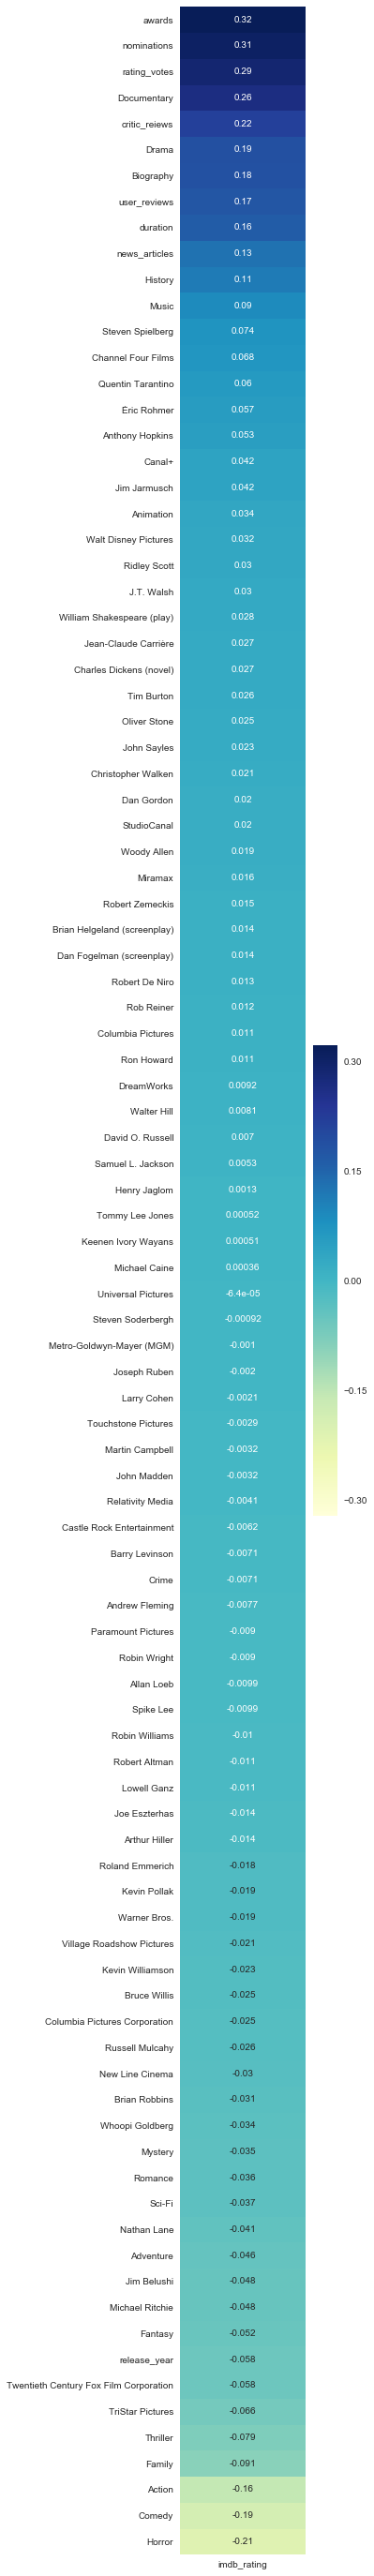 awards 0.32
nominations 0.31
rating_votes 0.29
Documentary 0.26
critic_reiews 0.22
Drama 0.19
Biography 0.18
user_reviews 0.17
duration 0.16
news_articles 0.13
History 0.11
Music 0.09
Steven Spielberg 0.074
Channel Four Films 0.068
Quentin Tarantino 0.06
Éric Rohmer 0.057
Anthony Hopkins 0.053
Canal+ 0.042
Jim Jarmusch 0.042
Animation 0.034
Walt Disney Pictures 0.032
Ridley Scott 0.03
J.T. Walsh 0.03
William Shakespeare (play) 0.028
Jean-Claude Carrière 0.027
Charles Dickens (novel) 0.027
Tim Burton 0.026
Oliver Stone 0.025
John Sayles 0.023
Christopher Walken 0.021
Dan Gordon 0.02
StudioCanal 0.02
Woody Allen 0.019
Miramax 0.016
Robert Zemeckis 0.015
Brian Helgeland (screenplay) 0.014
Dan Fogelman (screenplay) 0.014
Robert De Niro 0.013
Rob Reiner 0.012
Columbia Pictures 0.011
Ron Howard 0.011
DreamWorks 0.0092
Walter Hill 0.0081
David O. Russell 0.007
Samuel L. Jackson 0.0053
Henry Jaglom 0.0013
Tommy Lee Jones 0.00052
Keenen Ivory Wayans 0.00051
Michael Caine 0.00036
Universal Pictures -6.4e-05
Steven Soderbergh -0.00092
Metro-Goldwyn-Mayer (MGM) -0.001
Joseph Ruben -0.002
Larry Cohen -0.0021
Touchstone Pictures -0.0029
Martin Campbell -0.0032
John Madden -0.0032
Relativity Media -0.0041
Castle Rock Entertainment -0.0062
Barry Levinson -0.0071
Crime -0.0071
Andrew Fleming -0.0077
Paramount Pictures -0.009
Robin Wright -0.009
Allan Loeb -0.0099
Spike Lee -0.0099
Robin Williams -0.01
Robert Altman -0.011
Lowell Ganz -0.011
Joe Eszterhas -0.014
Arthur Hiller -0.014
Roland Emmerich -0.018
Kevin Pollak -0.019
Warner Bros. -0.019
Village Roadshow Pictures -0.021
Kevin Williamson -0.023
Bruce Willis -0.025
Columbia Pictures Corporation -0.025
Russell Mulcahy -0.026
New Line Cinema -0.03
Brian Robbins -0.031
Whoopi Goldberg -0.034
Mystery -0.035
Romance -0.036
Sci-Fi -0.037
Nathan Lane -0.041
Adventure -0.046
Jim Belushi -0.048
Michael Ritchie -0.048
Fantasy -0.052
release_year -0.058
Twentieth Century Fox Film Corporation -0.058
TriStar Pictures -0.066
Thriller -0.079
Family -0.091
Action -0.16
Comedy -0.19
Horror -0.21
imdb_rating
0.30
0.15
0.00
−0.15
−0.30